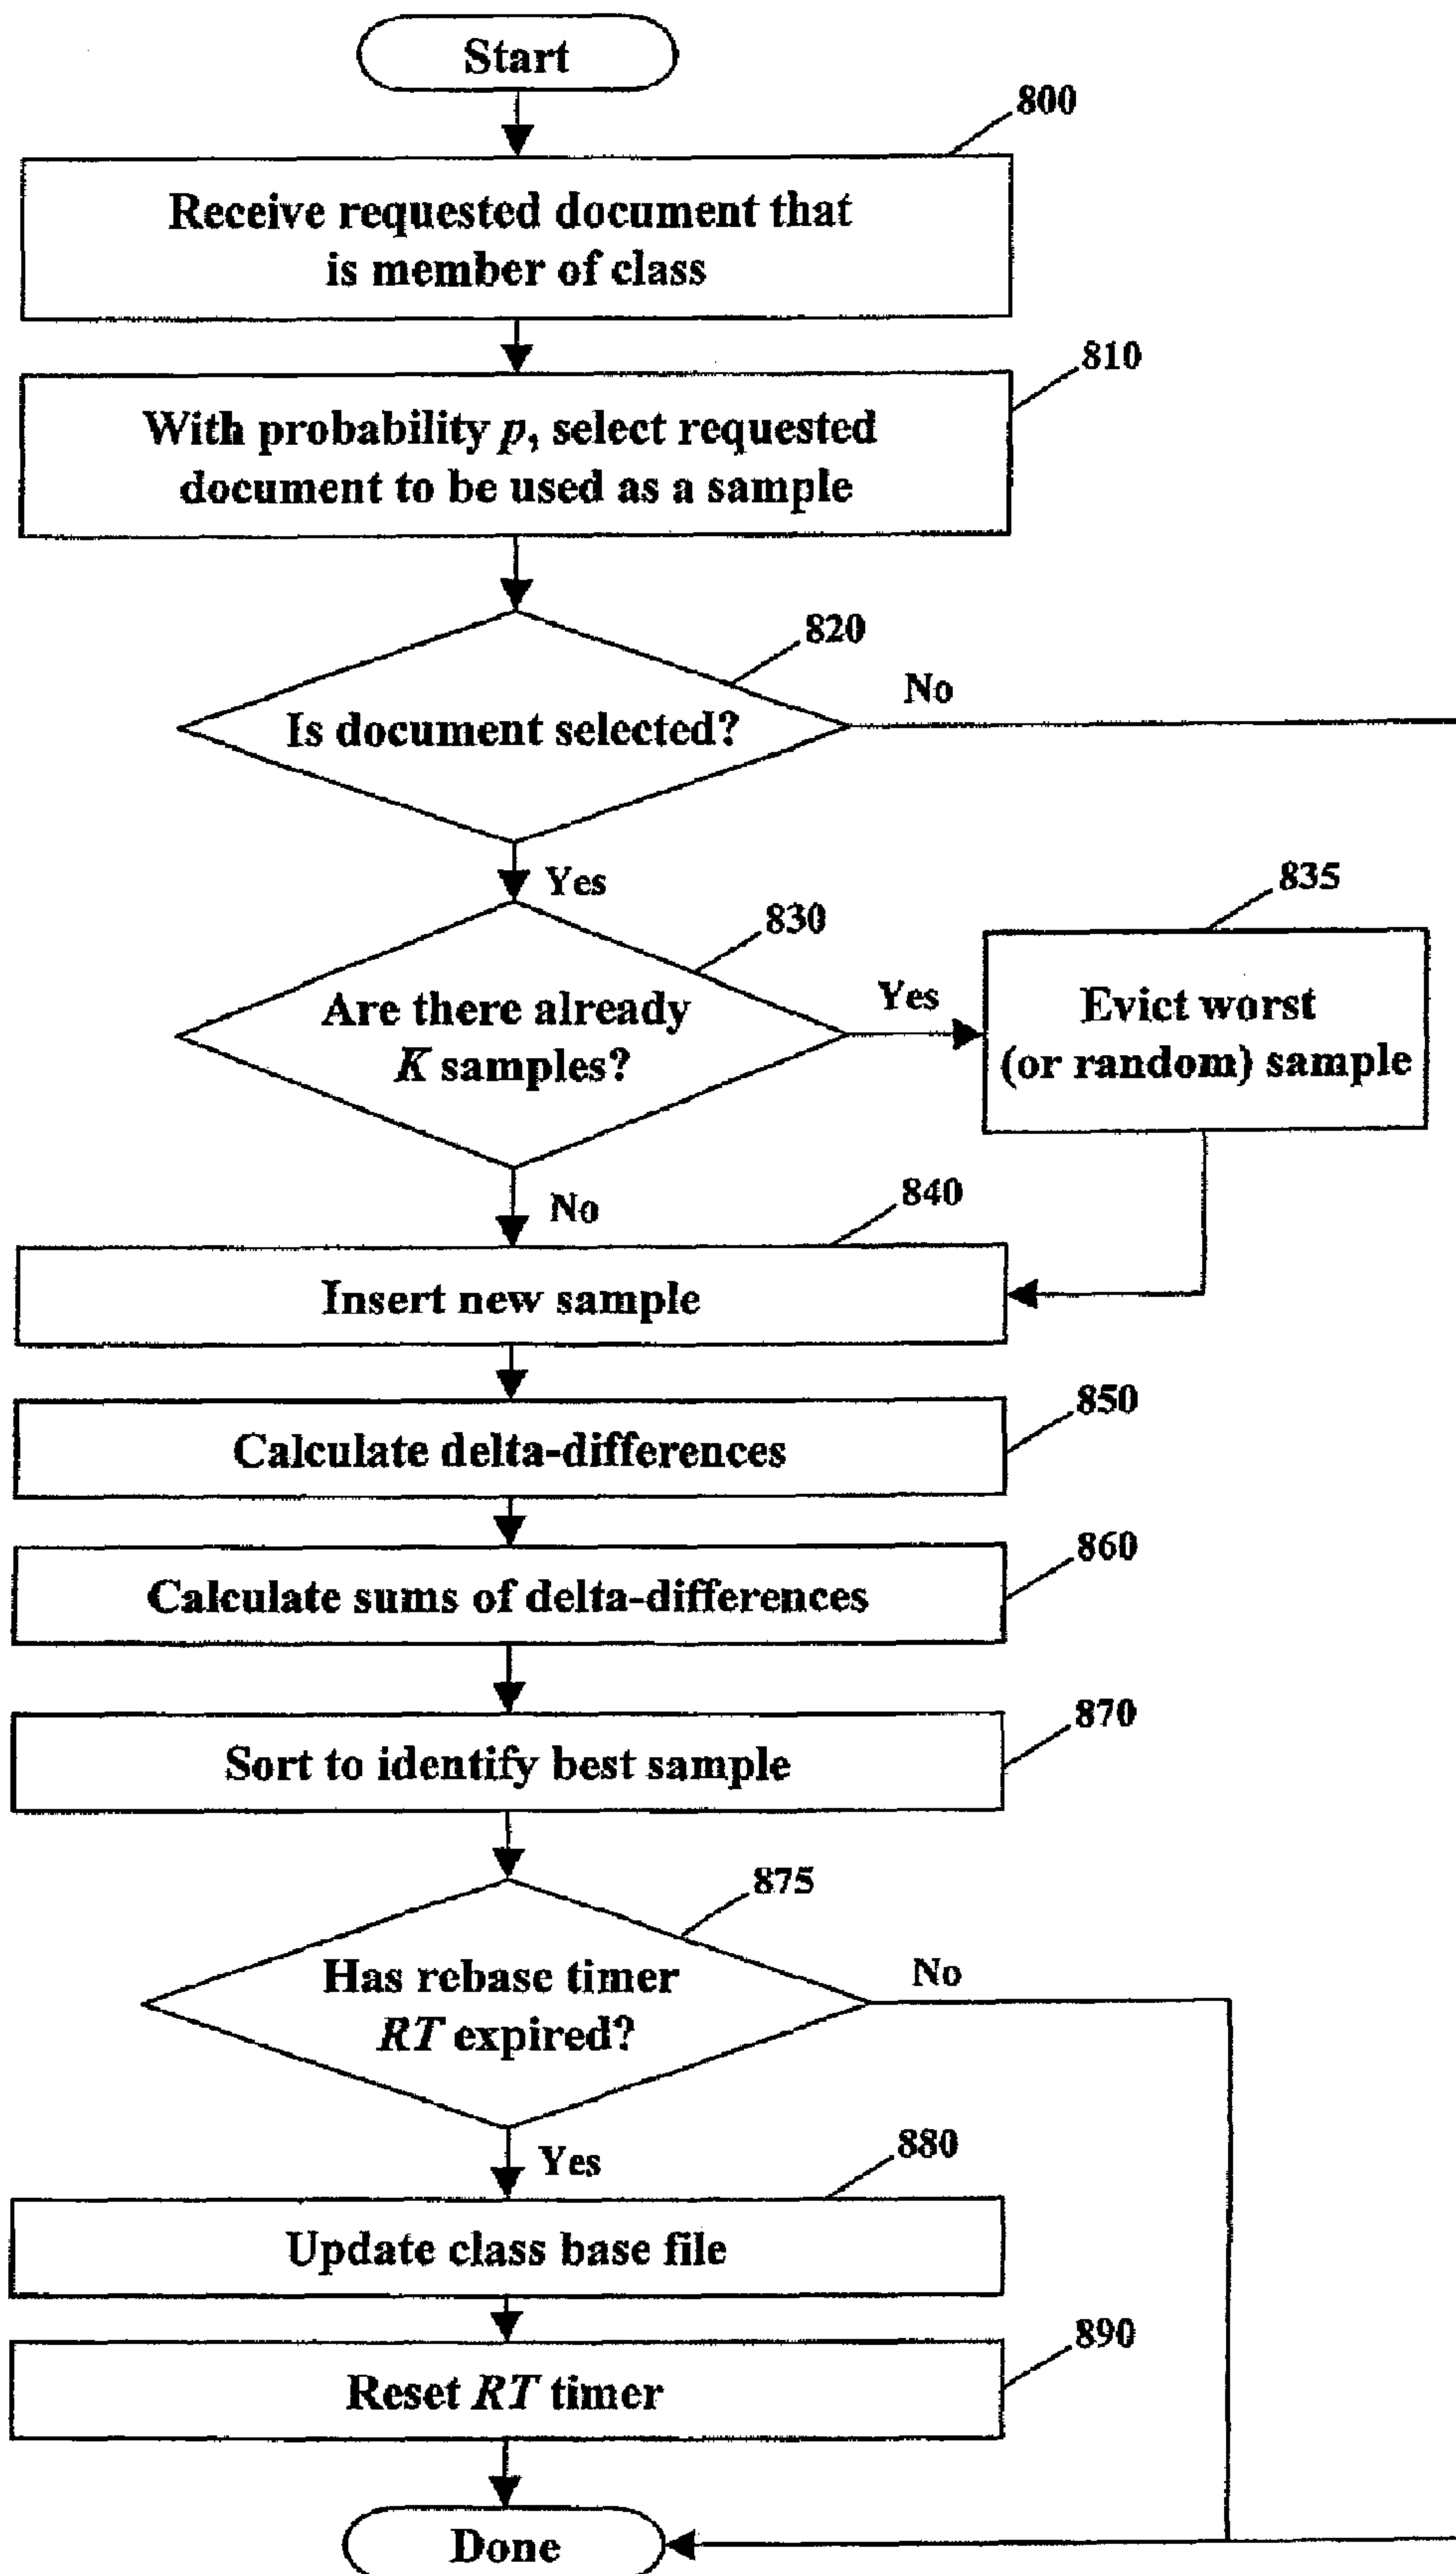 Start
800
Receive requested document that
is member of class
810
With probability p, select requested
document to be used as a sample
820
No
Is document selected?
Yes
830
835
Are there already
K samples?
Yes
Evict worst
(or random) sample
No
840
Insert new sample
850
Calculate delta-differences
860
Calculate sums of delta-differences
870
Sort to identify best sample
875
Has rebase timer
RT expired?
No
Yes
880
Update class base file
890
Reset RT timer
Done